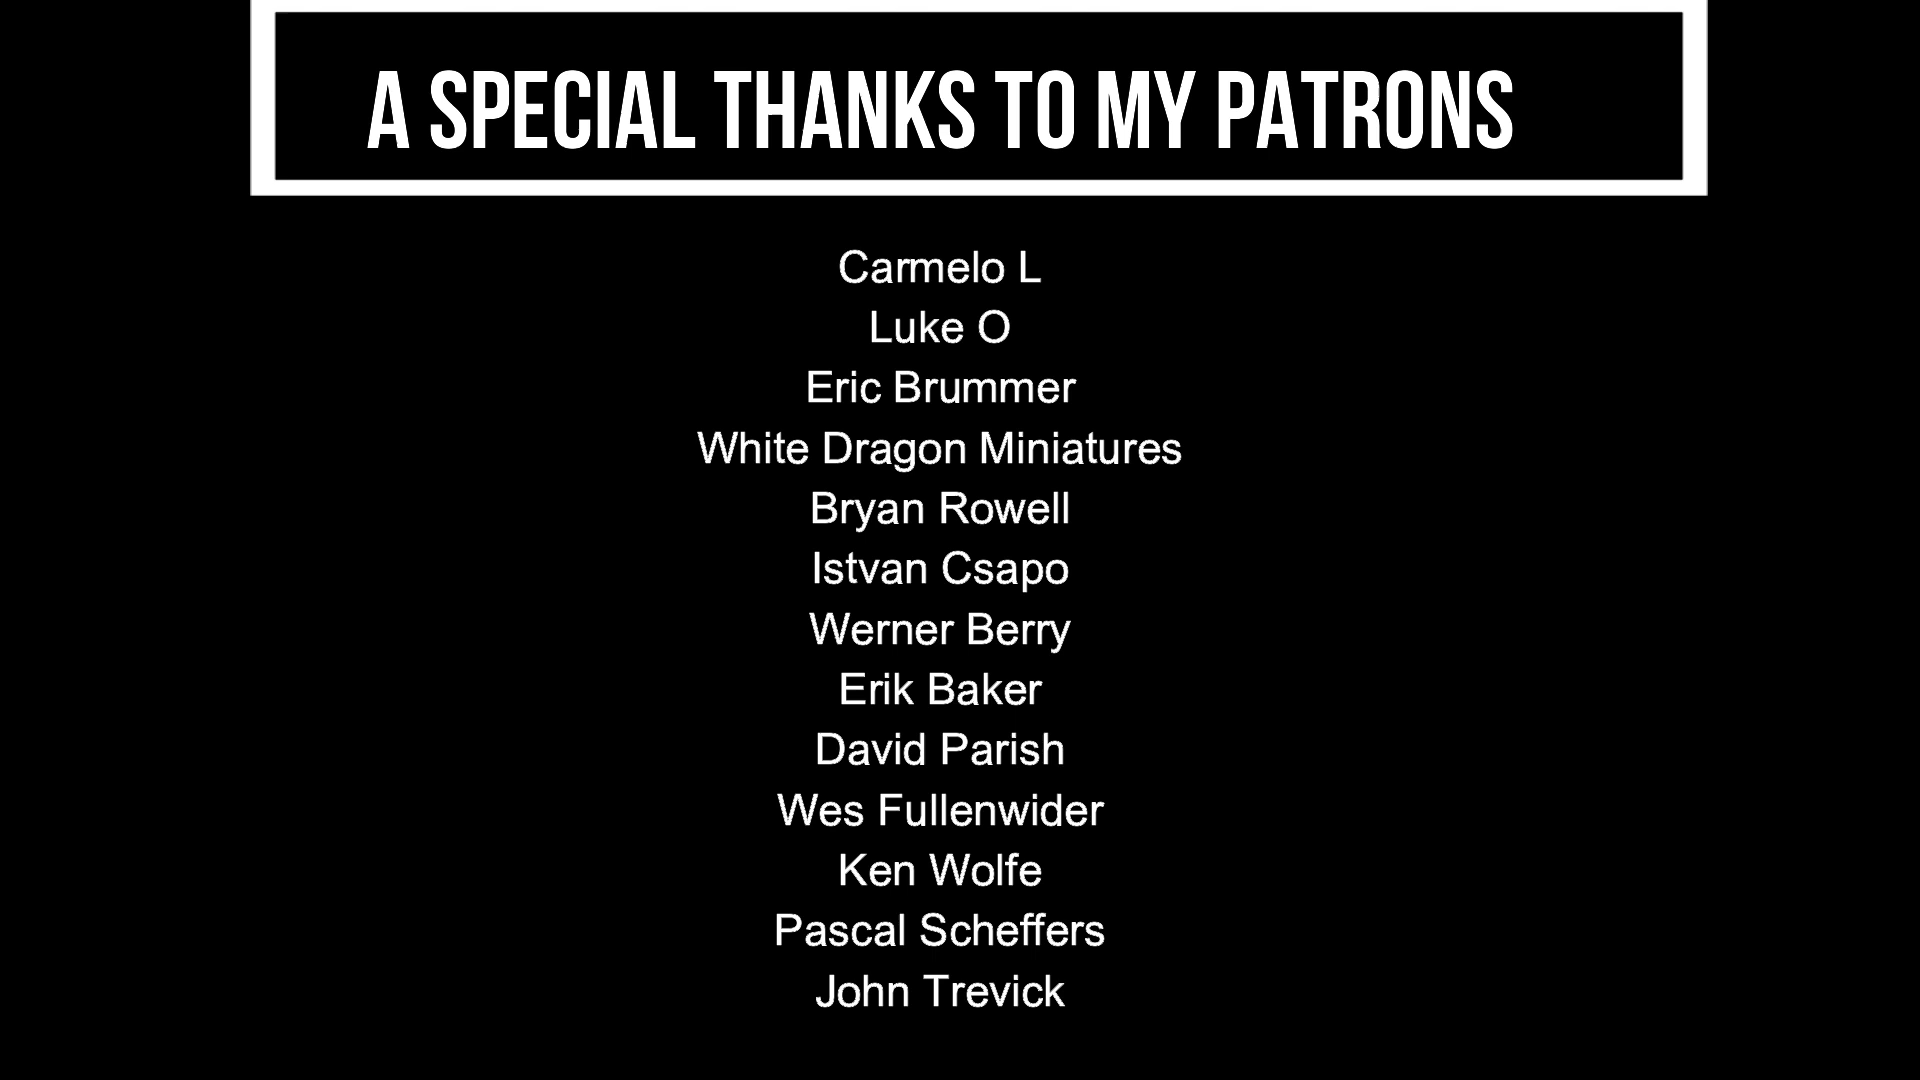 A SPECIAL THANKS TO MY PATRONS
Carmelo L
Luke O
Eric Brummer
White Dragon Miniatures
Bryan Rowell
Istvan Csapo
Werner Berry
Erik Baker
David Parish
Wes Fullenwider
Ken Wolfe
Pascal Scheffers
John Trevick